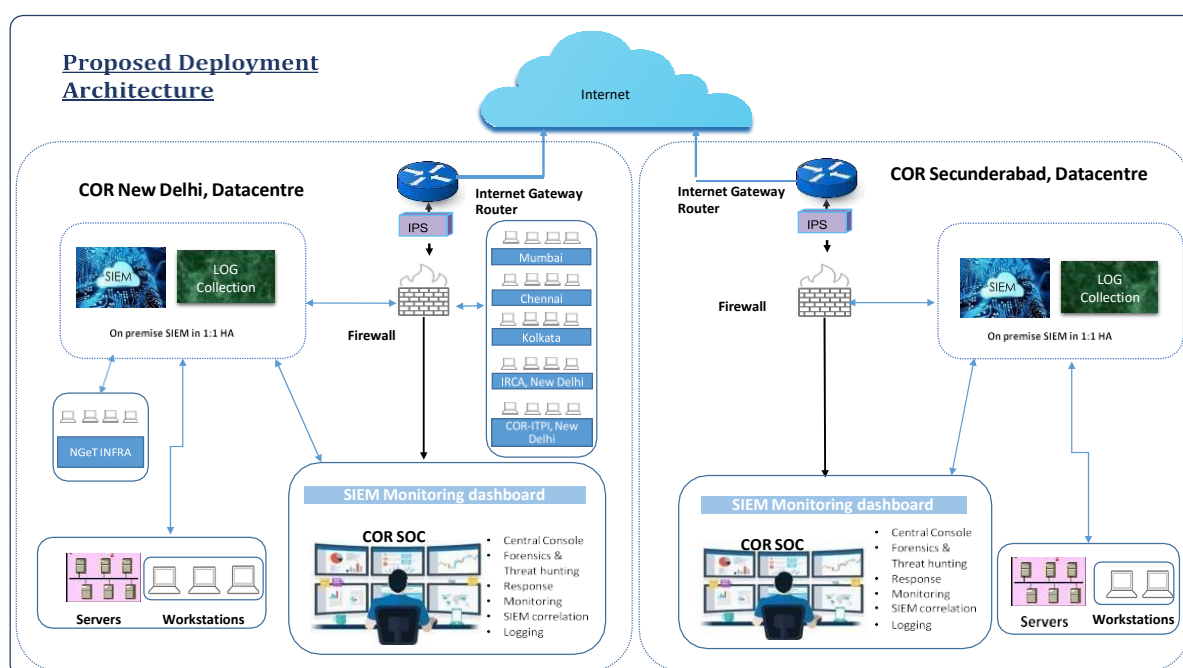 Proposed Deployment
Architecture
Internet
COR New Delhi, Datacentre
SIEM
LOG
Collection
On premise SIEM in 1:1 HA
Internet Gateway
Router
IPS
Firewall
Mumbai
Chennai
Kolkata
IRCA, New Delhi
COR-ITPI, New
Delhi
NGeT INFRA
Servers
Workstations
SIEM Monitoring dashboard
COR SOC
• Central Console
• Forensics &
Threat hunting
• Response
• Monitoring
• SIEM correlation
• Logging
COR Secunderabad, Datacentre
Internet Gateway
Router
IPS
Firewall
SIEM
LOG
Collection
On premise SIEM in 1:1 HA
SIEM Monitoring dashboard
COR SOC
• Central Console
• Forensics &
Threat hunting
• Response
• Monitoring
• SIEM correlation
• Logging
Servers
Workstations